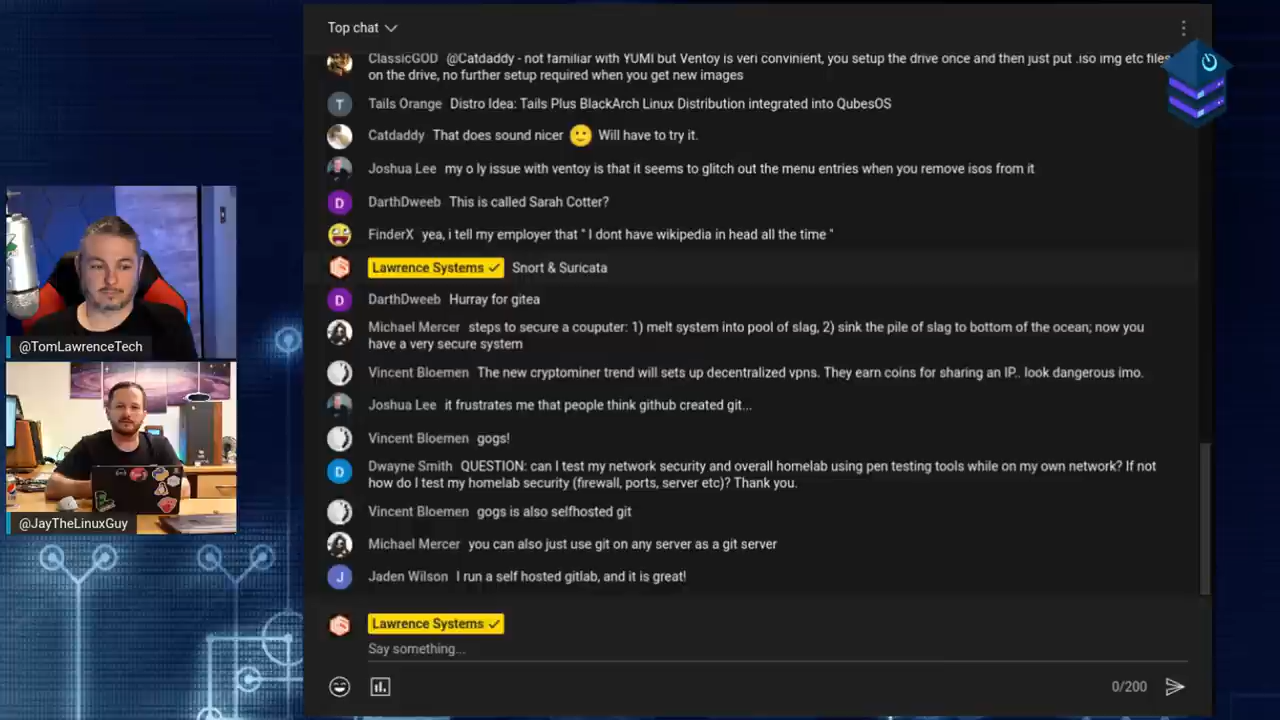 Top chat
ClassicGOD @Catdaddy - not familiar with YUMI but Ventoy is veri convinient, you setup the drive once and then just put .iso img etc files
on the drive, no further setup required when you get new images
T Tails Orange Distro Idea: Tails Plus BlackArch Linux Distribution integrated into QubesOS
Catdaddy That does sound nicer 🙂 Will have to try it.
Joshua Lee my o ly issue with ventoy is that it seems to glitch out the menu entries when you remove isos from it
D DarthDweeb This is called Sarah Cotter?
FinderX yea, i tell my employer that " I dont have wikipedia in head all the time "
Lawrence Systems ✓ Snort & Suricata
D DarthDweeb Hurray for gitea
Michael Mercer steps to secure a couputer: 1) melt system into pool of slag, 2) sink the pile of slag to bottom of the ocean; now you
have a very secure system
Vincent Bloemen The new cryptominer trend will sets up decentralized vpns. They earn coins for sharing an IP.. look dangerous imo.
Joshua Lee it frustrates me that people think github created git...
Vincent Bloemen gogs!
D Dwayne Smith QUESTION: can I test my network security and overall homelab using pen testing tools while on my own network? If not
how do I test my homelab security (firewall, ports, server etc)? Thank you.
Vincent Bloemen gogs is also selfhosted git
Michael Mercer you can also just use git on any server as a git server
J Jaden Wilson I run a self hosted gitlab, and it is great!
Lawrence Systems ✓
Say something...
0/200
@TomLawrenceTech
@JayTheLinuxGuy